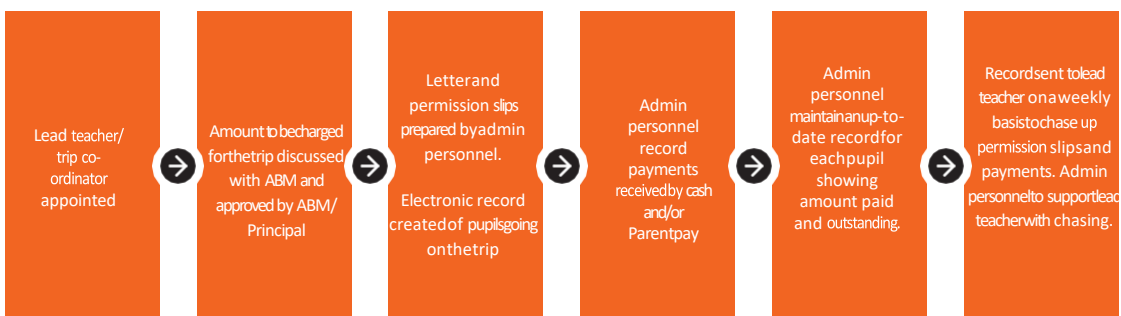 Lead teacher/
trip co-
ordinator
appointed
Amount to be charged
for the trip discussed
with ABM and
approved by ABM/
Principal
Letter and
permission slips
prepared by admin
personnel.
Electronic record
created of pupils going
on the trip
Admin
personnel
record
payments
received by cash
and/or
Parentpay
Admin
personnel
maintain an up-to-
date record for
each pupil
showing
amount paid
and outstanding.
Record sent to lead
teacher on a weekly
basis to chase up
permission slips and
payments. Admin
personnel to support lead
teacher with chasing.